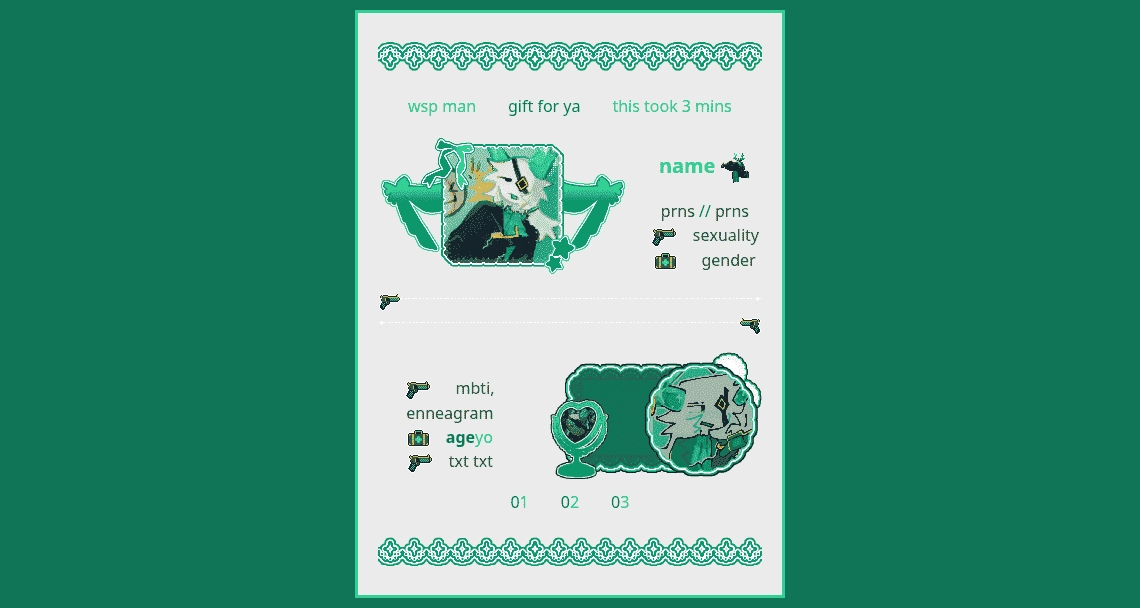 wsp man gift for ya this took 3 mins
name
prns // prns
sexuality
gender
mbti,
enneagram
ageyo
txt txt
01 02 03